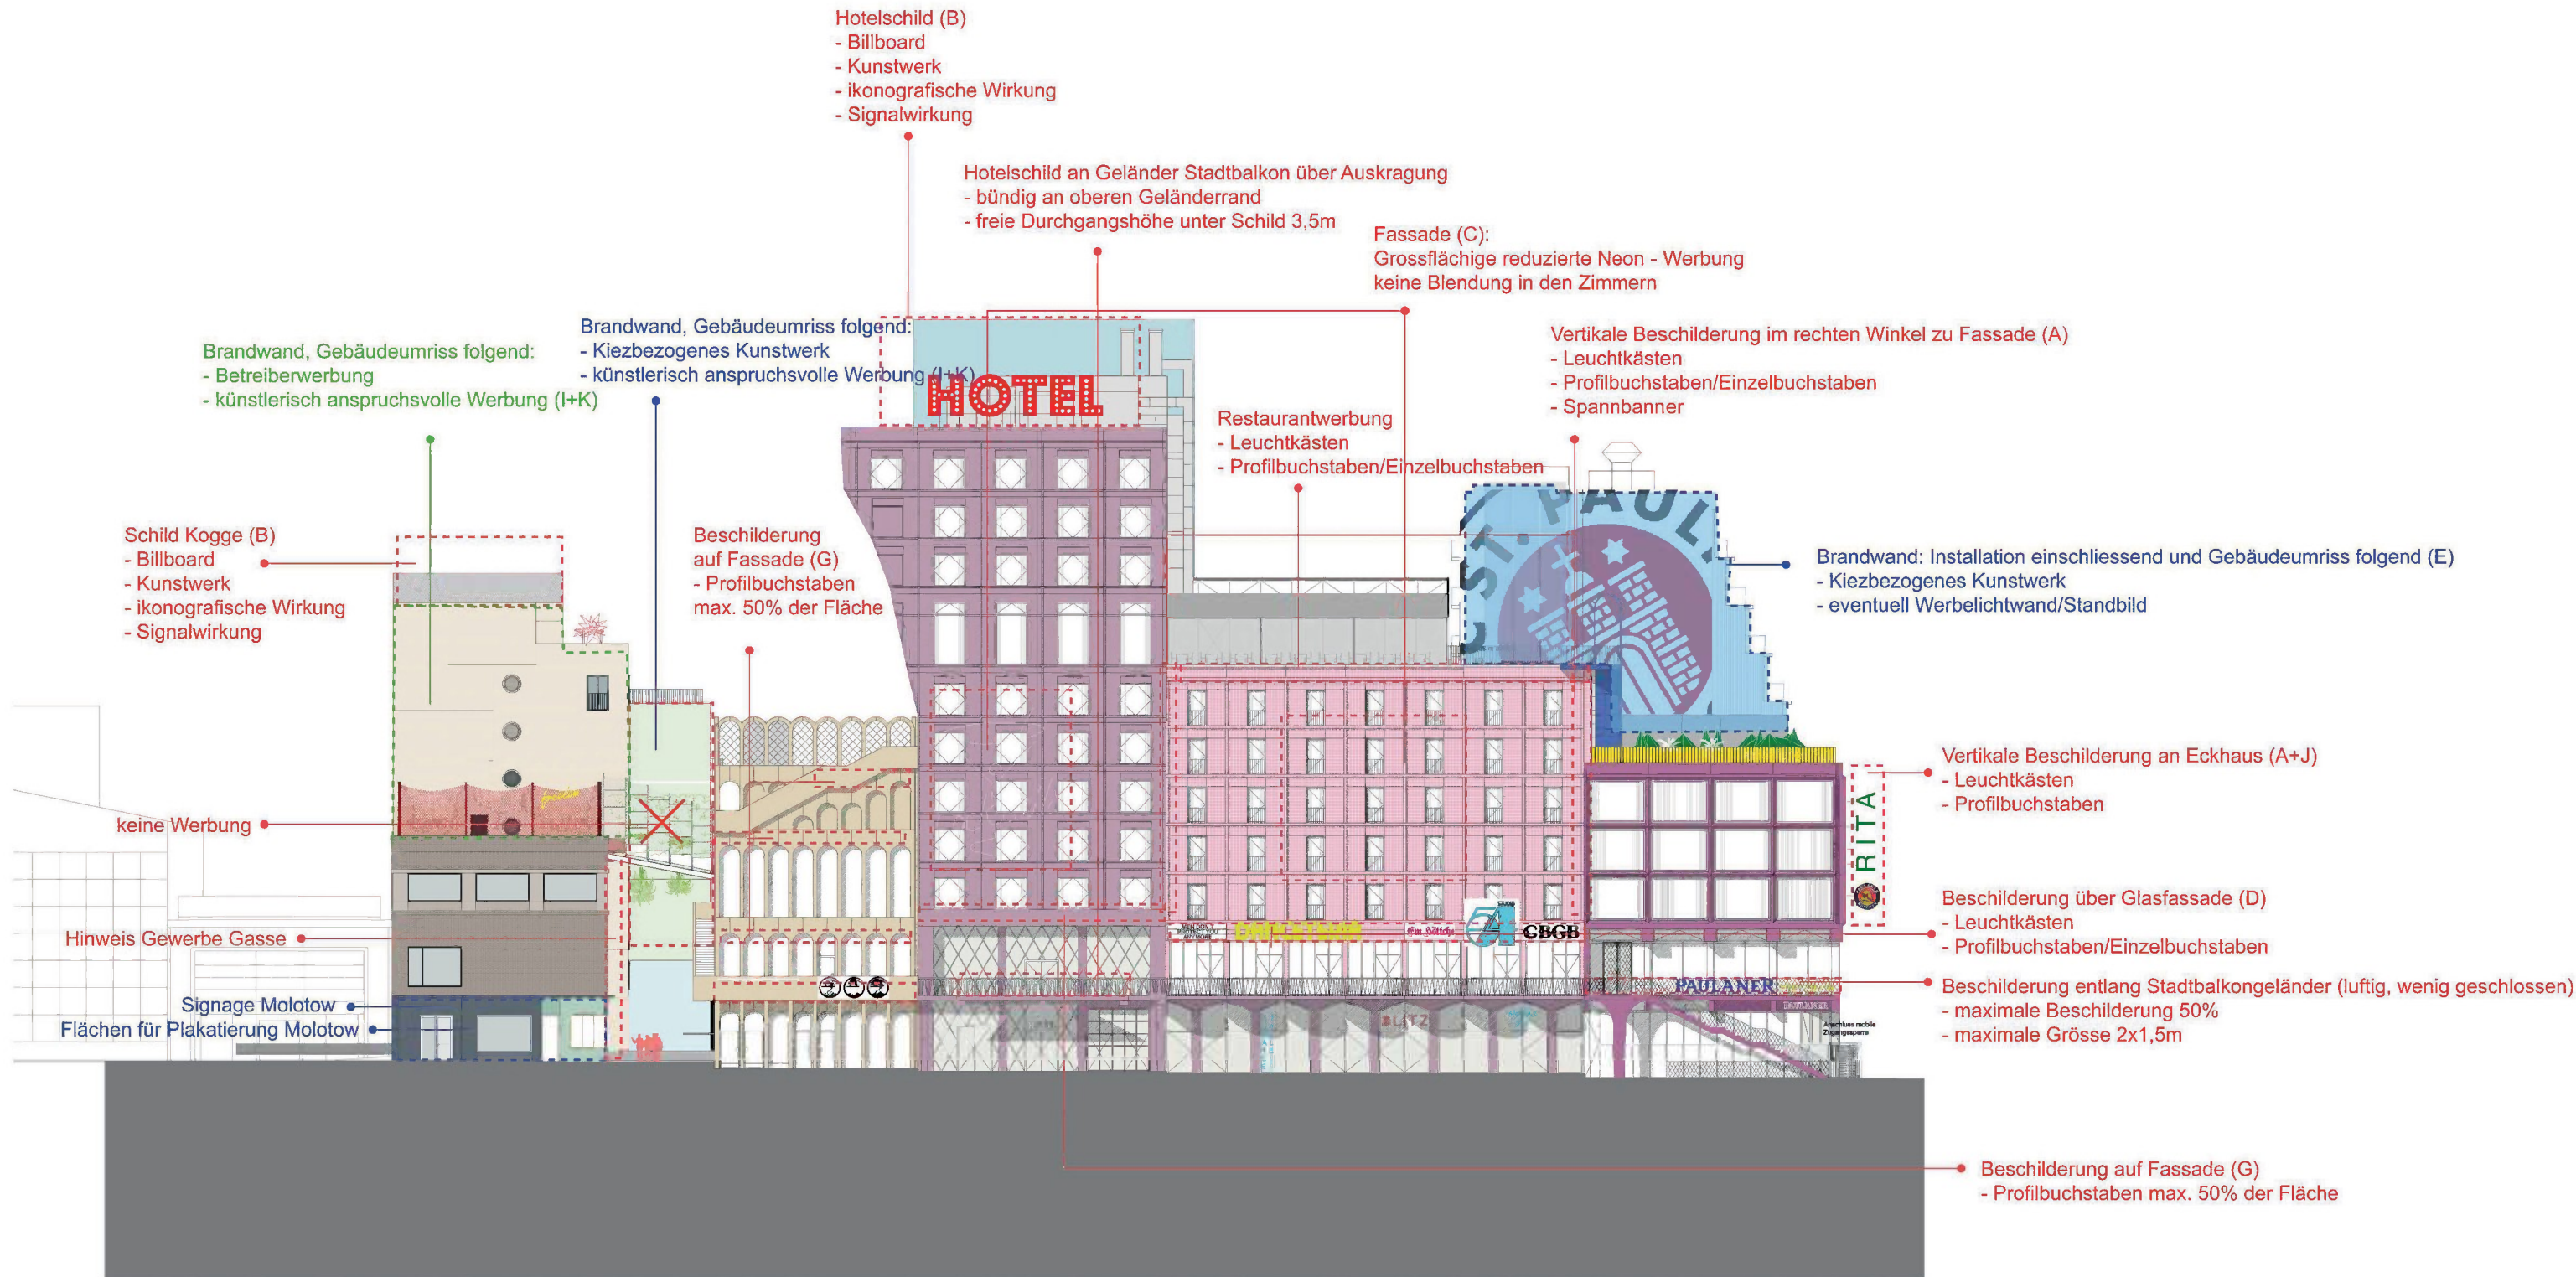 Hotelschild (B)
- Billboard
- Kunstwerk
- ikonografische Wirkung
- Signalwirkung
Hotelschild an Geländer Stadtbalkon über Auskragung
- bündig an oberen Geländerrand
- freie Durchgangshöhe unter Schild 3,5m
Fassade (C):
Grossflächige reduzierte Neon - Werbung
keine Blendung in den Zimmern
Brandwand, Gebäudeumriss folgend:
- Betreiberwerbung
- künstlerisch anspruchsvolle Werbung (I+K)
Brandwand, Gebäudeumriss folgend:
- Kiezbezogenes Kunstwerk
- künstlerisch anspruchsvolle Werbung (I+K)
HOTEL
Vertikale Beschilderung im rechten Winkel zu Fassade (A)
- Leuchtkästen
- Profilbuchstaben/Einzelbuchstaben
- Spannbanner
Restaurantwerbung
- Leuchtkästen
- Profilbuchstaben/Einzelbuchstaben
Schild Kogge (B)
- Billboard
- Kunstwerk
- ikonografische Wirkung
- Signalwirkung
Beschilderung
auf Fassade (G)
- Profilbuchstaben
max. 50% der Fläche
C ST. PAULI
Brandwand: Installation einschliessend und Gebäudeumriss folgend (E)
- Kiezbezogenes Kunstwerk
- eventuell Werbelichtwand/Standbild
Vertikale Beschilderung an Eckhaus (A+J)
- Leuchtkästen
- Profilbuchstaben
RITA
keine Werbung
Beschilderung über Glasfassade (D)
- Leuchtkästen
- Profilbuchstaben/Einzelbuchstaben
Hinweis Gewerbe Gasse
54
CBGB
Beschilderung entlang Stadtbalkongeländer (luftig, wenig geschlossen)
- maximale Beschilderung 50%
- maximale Grösse 2x1,5m
PAULANER
Signage Molotow
Flächen für Plakatierung Molotow
BLITZ
Anschluss mobile
Zugangssperre
Beschilderung auf Fassade (G)
- Profilbuchstaben max. 50% der Fläche